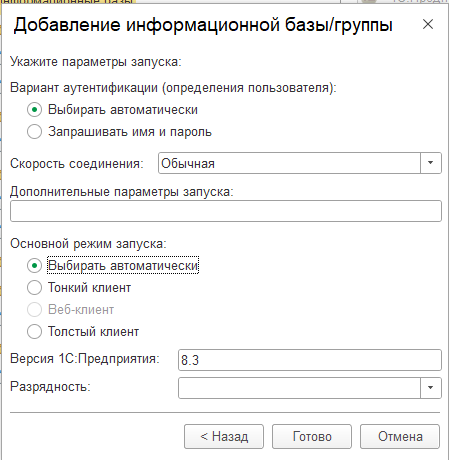 Добавление информационной базы/группы
Укажите параметры запуска:
Вариант аутентификации (определения пользователя):
Выбирать автоматически
Запрашивать имя и пароль
Скорость соединения: Обычная
Дополнительные параметры запуска:
Основной режим запуска:
Выбирать автоматически
Тонкий клиент
Веб-клиент
Толстый клиент
Версия 1С:Предприятия: 8.3
Разрядность:
< Назад Готово Отмена